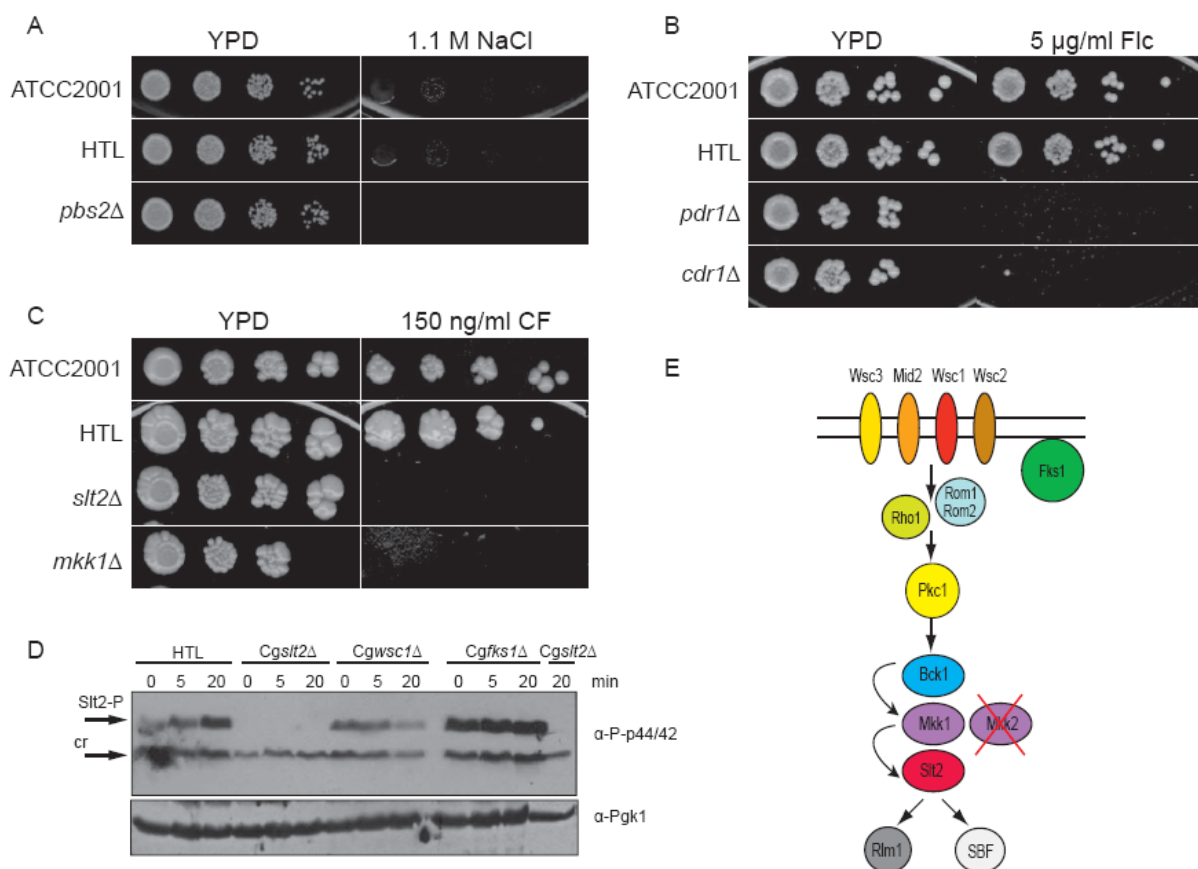 A
YPD 1.1 M NaCl
ATCC2001
HTL
pbs2Δ
B
YPD 5 µg/ml Flc
ATCC2001
HTL
pdr1Δ
cdr1Δ
C
YPD 150 ng/ml CF
ATCC2001
HTL
slt2Δ
mkk1Δ
D
HTL Cgslt2Δ Cgwsc1Δ Cgfks1Δ Cgslt2Δ
0 5 20 0 5 20 0 5 20 0 5 20 20 min
Slt2-P
α-P-p44/42
cr
α-Pgk1
E
Wsc3 Mid2 Wsc1 Wsc2
Fks1
Rom1
Rom2
Rho1
Pkc1
Bck1
Mkk1 Mkk2
Slt2
Rlm1 SBF